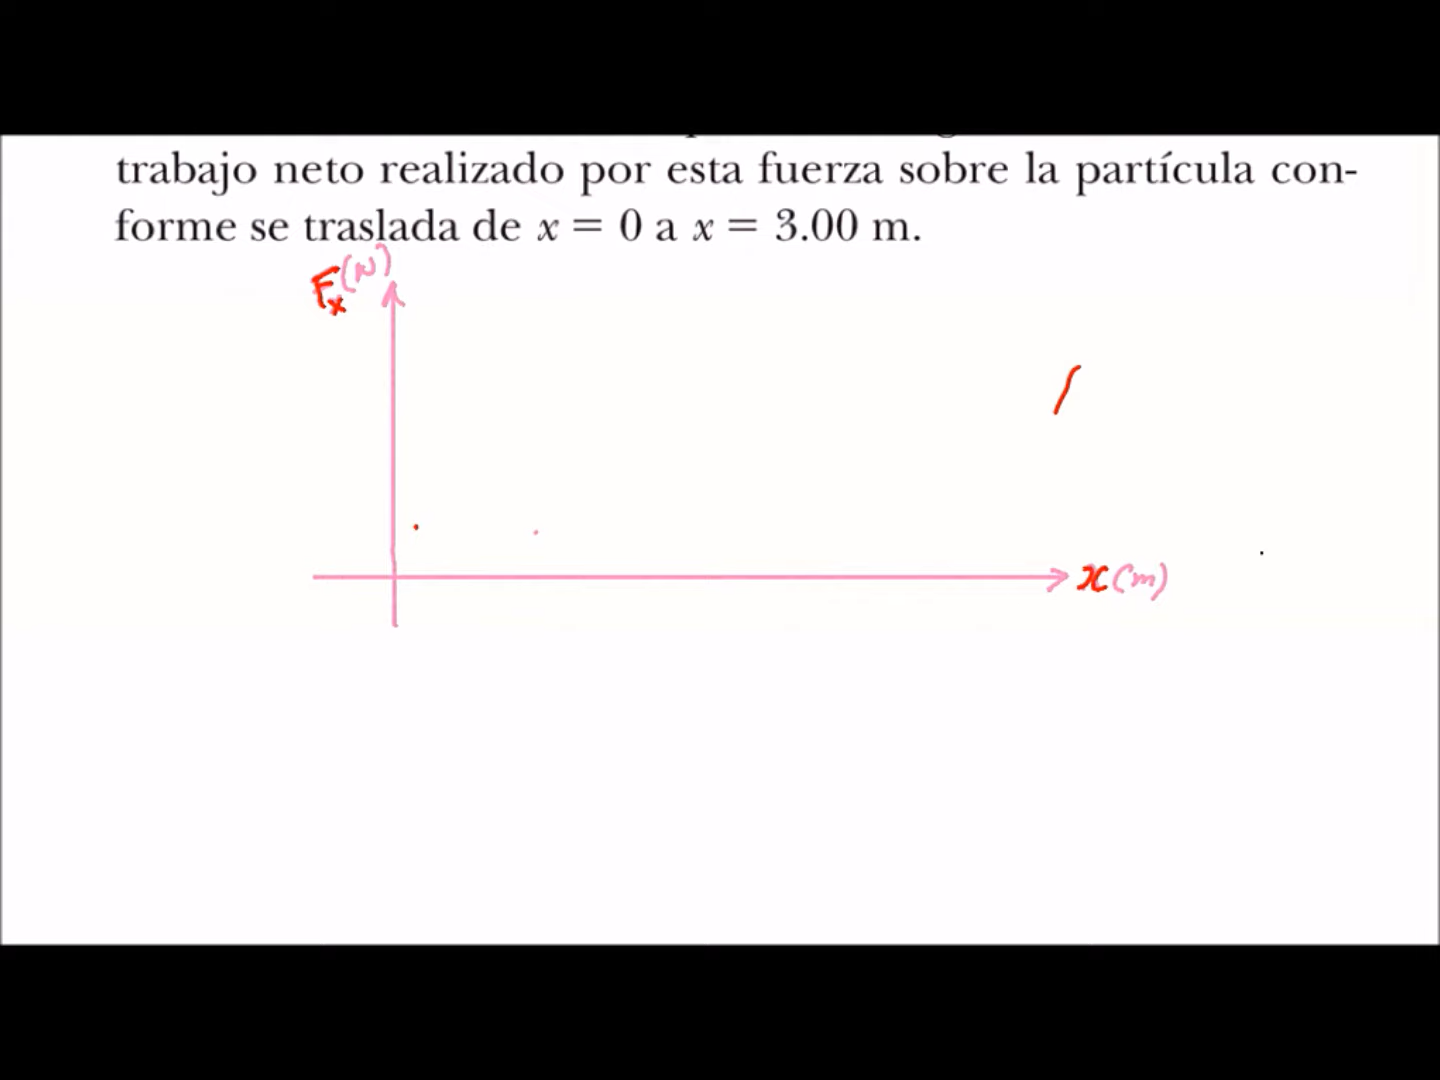 trabajo neto realizado por esta fuerza sobre la partícula con-
forme se traslada de x = 0 a x = 3.00 m.
Fx (N)
x (m)